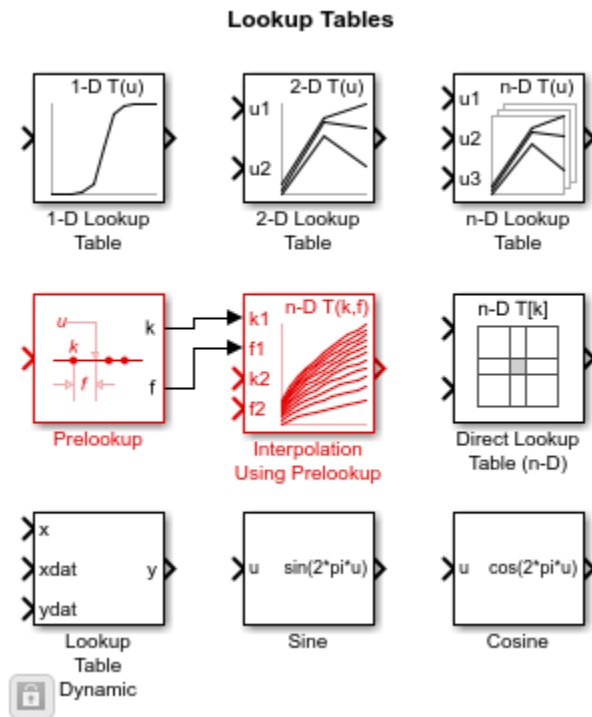 Lookup Tables
1-D T(u)
1-D Lookup
Table
2-D T(u)
u1
u2
2-D Lookup
Table
n-D T(u)
u1
u2
u3
n-D Lookup
Table
u
k
f
k
f
Prelookup
n-D T(k,f)
k1
f1
k2
f2
Interpolation
Using Prelookup
n-D T[k]
Direct Lookup
Table (n-D)
x
xdat
ydat
y
Lookup
Table
Dynamic
u sin(2*pi*u)
Sine
u cos(2*pi*u)
Cosine